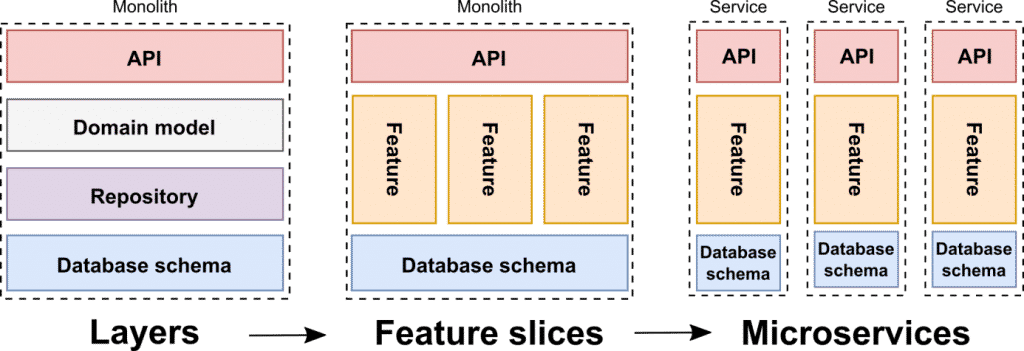 Monolith
API
Domain model
Repository
Database schema
Layers
Monolith
API
Feature
Feature
Feature
Database schema
Feature slices
Service
API
Feature
Database
schema
Service
API
Feature
Database
schema
Service
API
Feature
Database
schema
Microservices